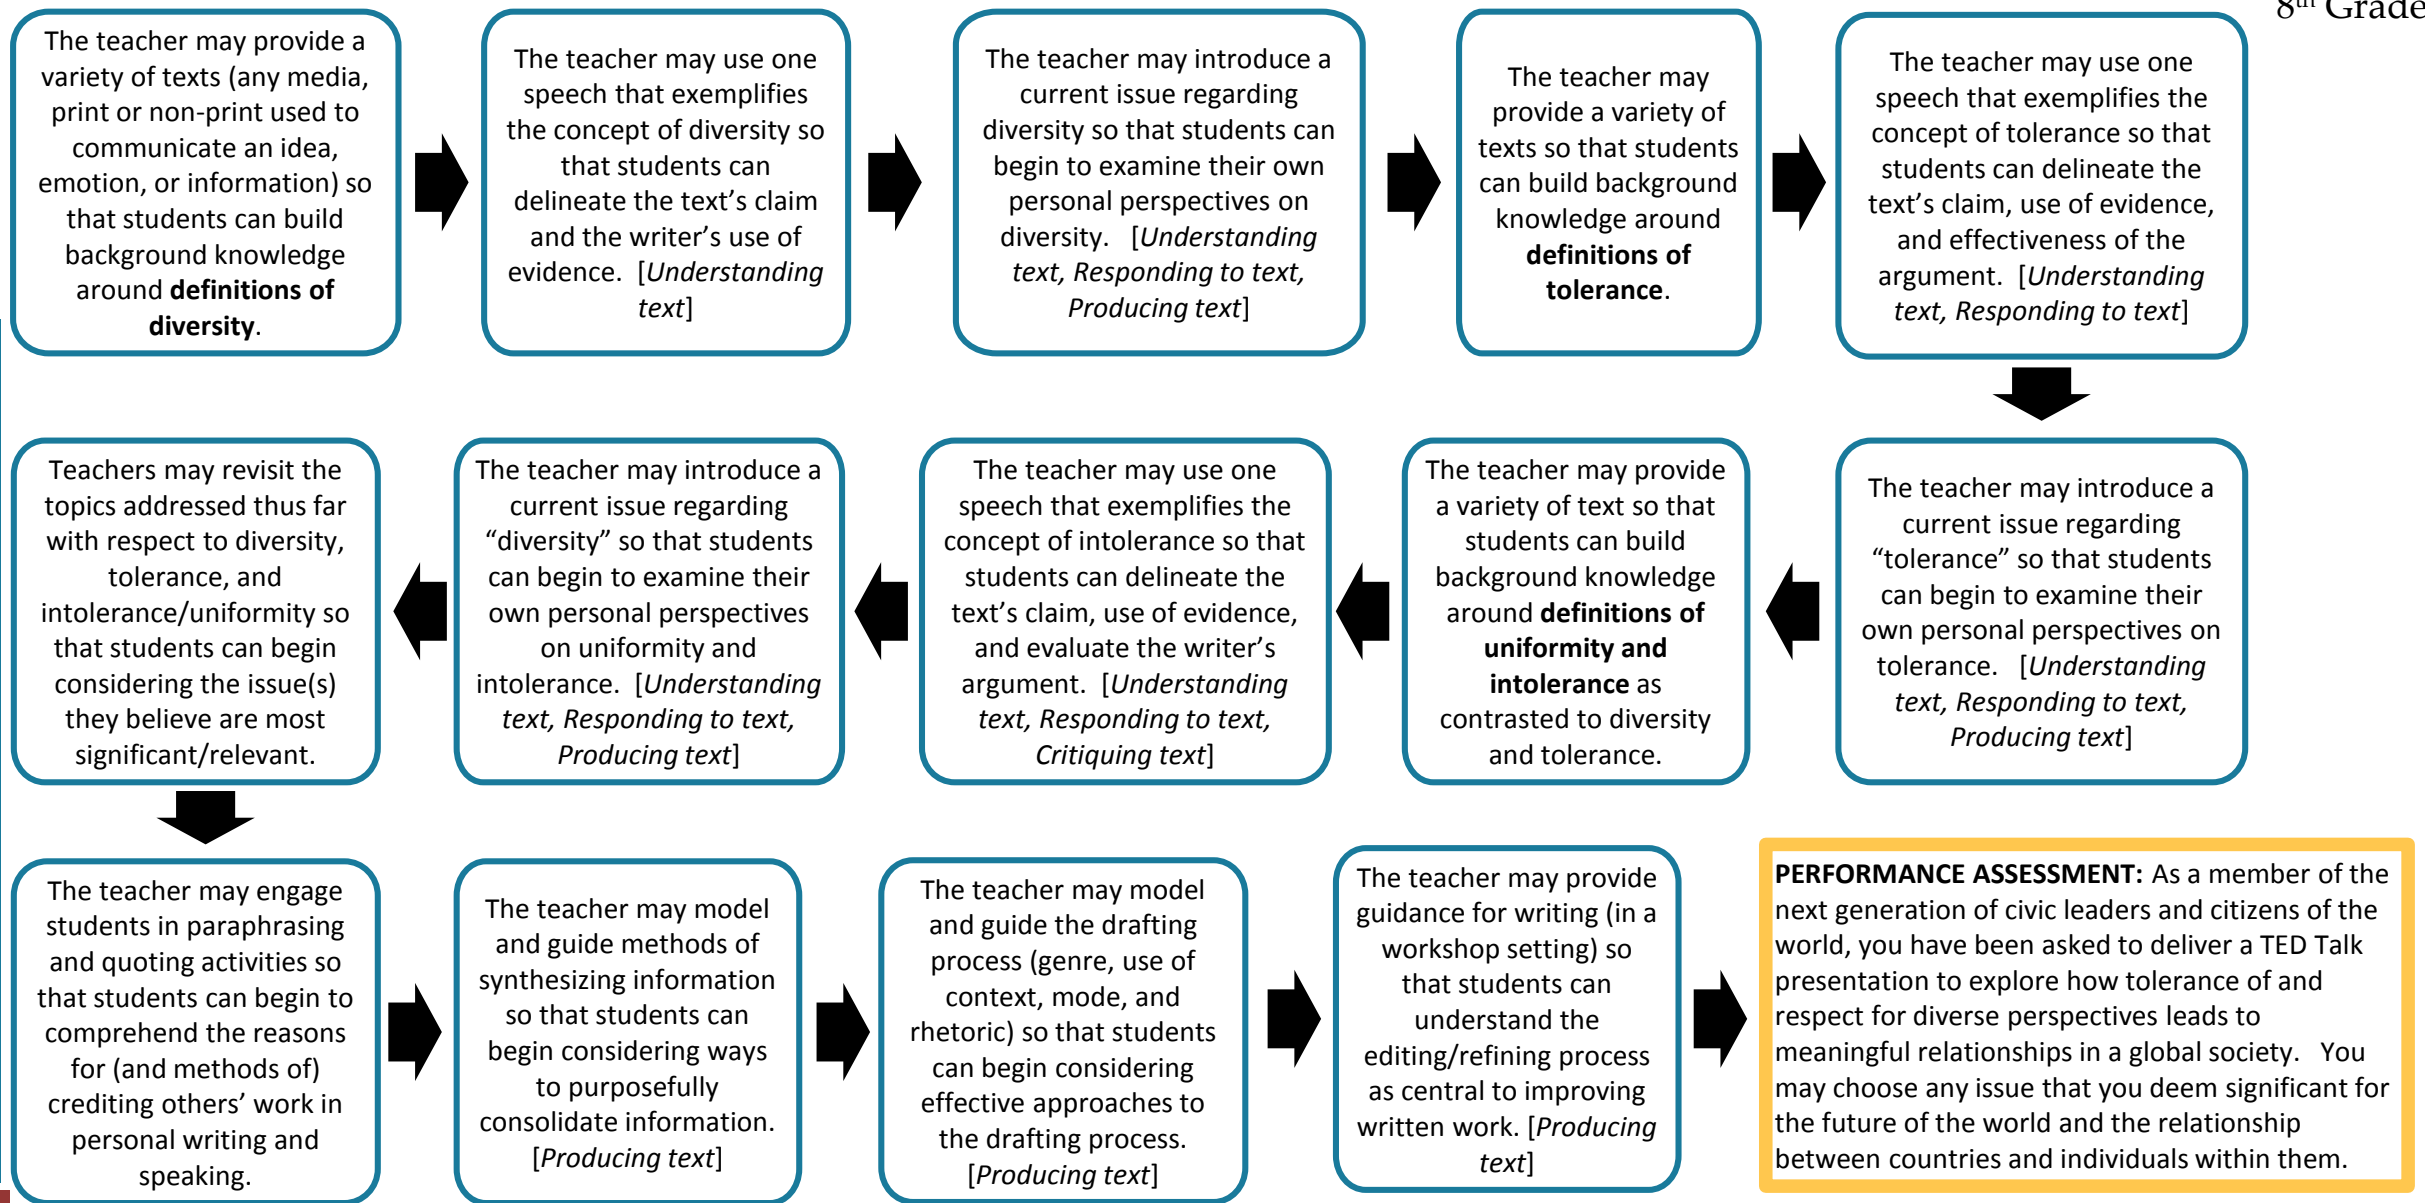 8th Grade
The teacher may provide a
variety of texts (any media,
print or non-print used to
communicate an idea,
emotion, or information) so
that students can build
background knowledge
around definitions of
diversity.
The teacher may use one
speech that exemplifies
the concept of diversity so
that students can
delineate the text’s claim
and the writer’s use of
evidence. [Understanding
text]
The teacher may introduce a
current issue regarding
diversity so that students can
begin to examine their own
personal perspectives on
diversity. [Understanding
text, Responding to text,
Producing text]
The teacher may
provide a variety of
texts so that students
can build background
knowledge around
definitions of
tolerance.
The teacher may use one
speech that exemplifies the
concept of tolerance so that
students can delineate the
text’s claim, use of evidence,
and effectiveness of the
argument. [Understanding
text, Responding to text]
The teacher may introduce a
current issue regarding
“tolerance” so that students
can begin to examine their
own personal perspectives on
tolerance. [Understanding
text, Responding to text,
Producing text]
The teacher may provide
a variety of text so that
students can build
background knowledge
around definitions of
uniformity and
intolerance as
contrasted to diversity
and tolerance.
The teacher may use one
speech that exemplifies the
concept of intolerance so that
students can delineate the
text’s claim, use of evidence,
and evaluate the writer’s
argument. [Understanding
text, Responding to text,
Critiquing text]
The teacher may introduce a
current issue regarding
“diversity” so that students
can begin to examine their
own personal perspectives
on uniformity and
intolerance. [Understanding
text, Responding to text,
Producing text]
Teachers may revisit the
topics addressed thus far
with respect to diversity,
tolerance, and
intolerance/uniformity so
that students can begin
considering the issue(s)
they believe are most
significant/relevant.
The teacher may engage
students in paraphrasing
and quoting activities so
that students can begin to
comprehend the reasons
for (and methods of)
crediting others’ work in
personal writing and
speaking.
The teacher may model
and guide methods of
synthesizing information
so that students can
begin considering ways
to purposefully
consolidate information.
[Producing text]
The teacher may model
and guide the drafting
process (genre, use of
context, mode, and
rhetoric) so that students
can begin considering
effective approaches to
the drafting process.
[Producing text]
The teacher may provide
guidance for writing (in a
workshop setting) so
that students can
understand the
editing/refining process
as central to improving
written work. [Producing
text]
PERFORMANCE ASSESSMENT: As a member of the
next generation of civic leaders and citizens of the
world, you have been asked to deliver a TED Talk
presentation to explore how tolerance of and
respect for diverse perspectives leads to
meaningful relationships in a global society. You
may choose any issue that you deem significant for
the future of the world and the relationship
between countries and individuals within them.